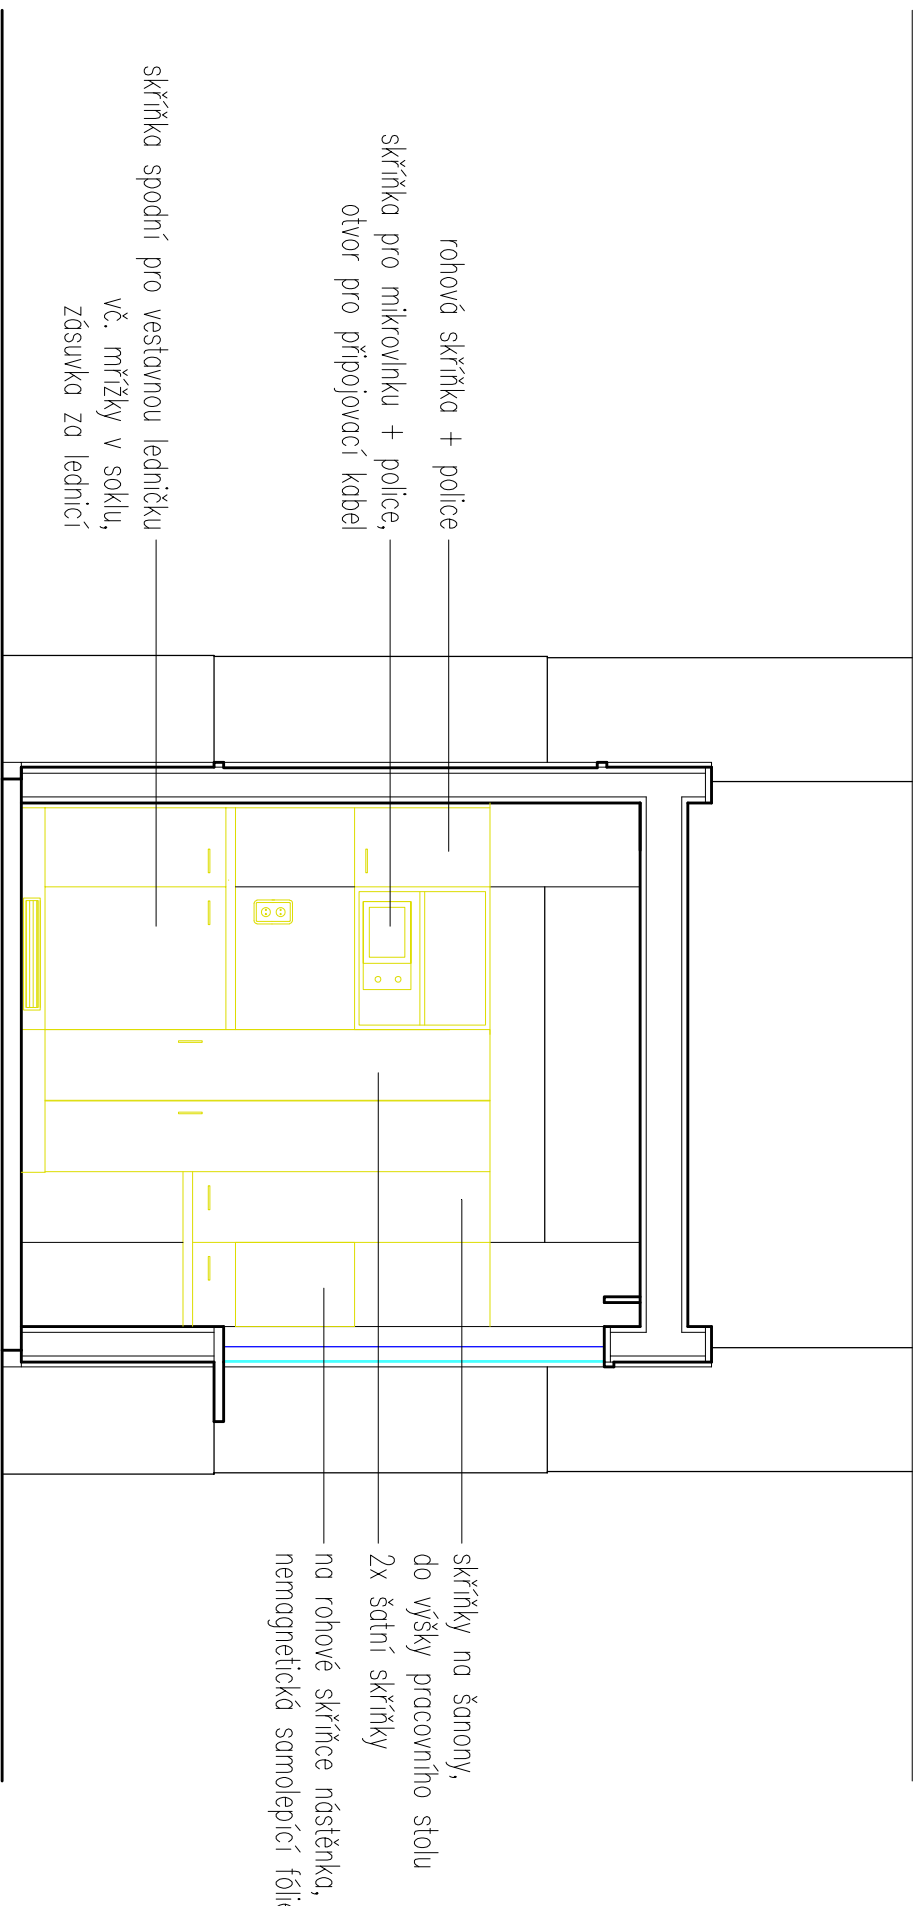 rohová skříňka + police
skříňka pro mikrovlnku + police,
otvor pro připojovací kabel
skříňka spodní pro vestavnou ledničku
vč. mřížky v soklu,
zásuvka za lednicí
skříňky na šanony,
do výšky pracovního stolu
2x šatní skříňky
na rohové skříňce nástěnka,
nemagnetická samolepící fólie